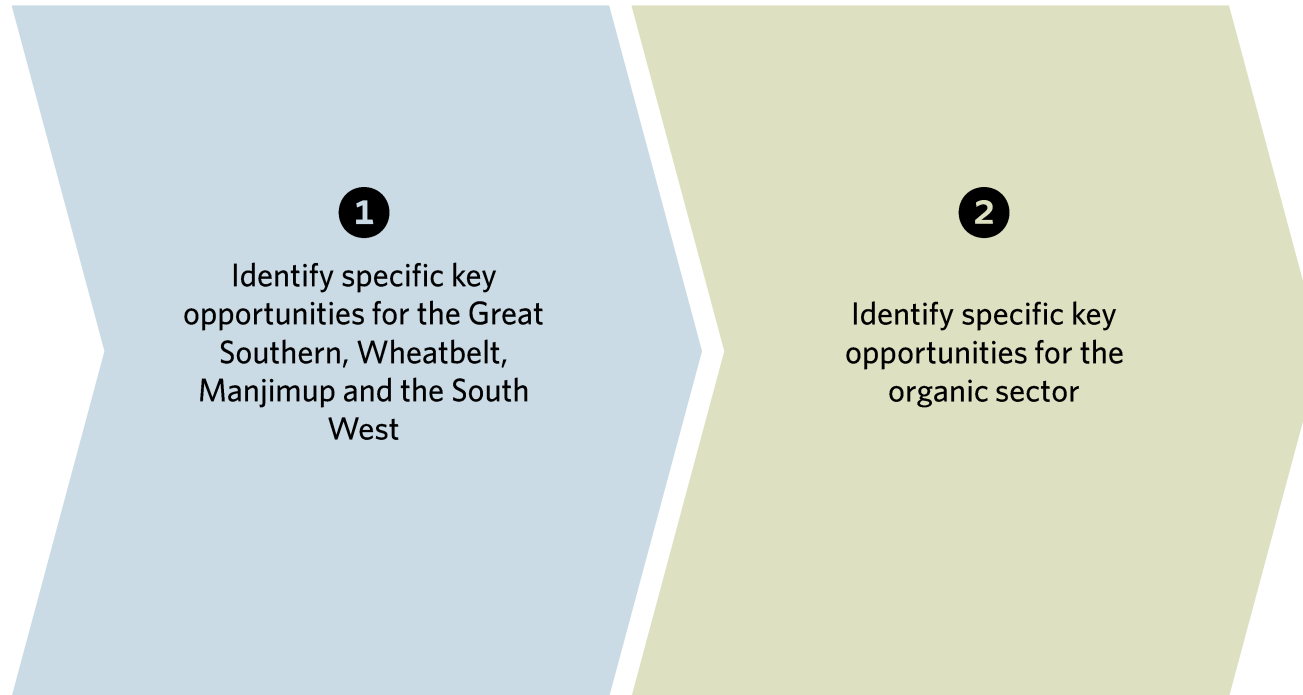 1
Identify specific key
opportunities for the Great
Southern, Wheatbelt,
Manjimup and the South
West
2
Identify specific key
opportunities for the
organic sector